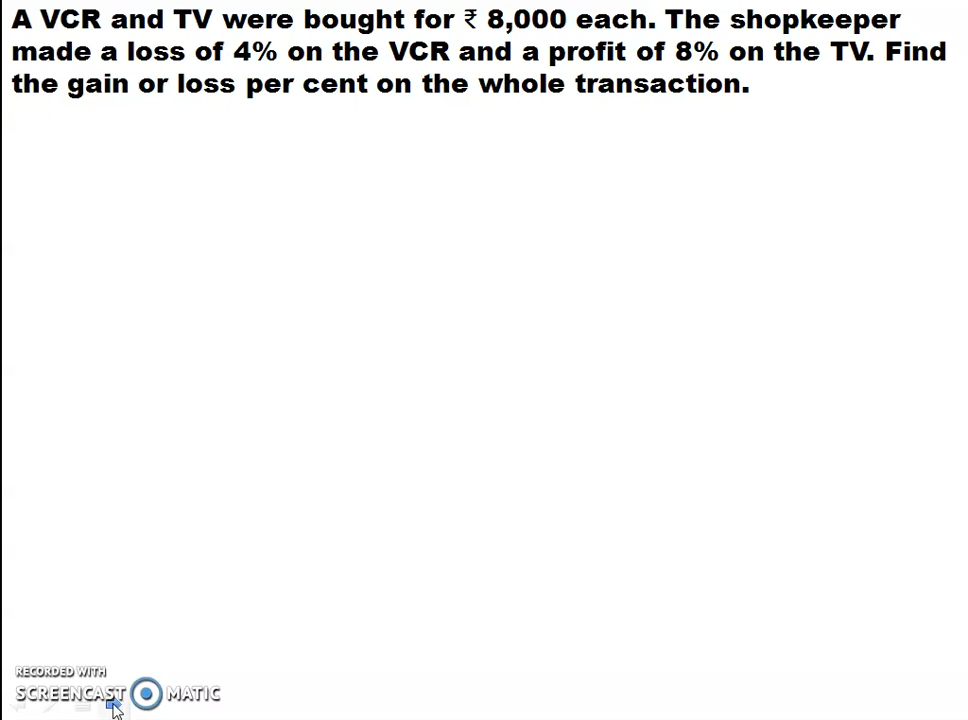 A VCR and TV were bought for ₹ 8,000 each. The shopkeeper
made a loss of 4% on the VCR and a profit of 8% on the TV. Find
the gain or loss per cent on the whole transaction.
RECORDED WITH
SCREENCAST MATIC